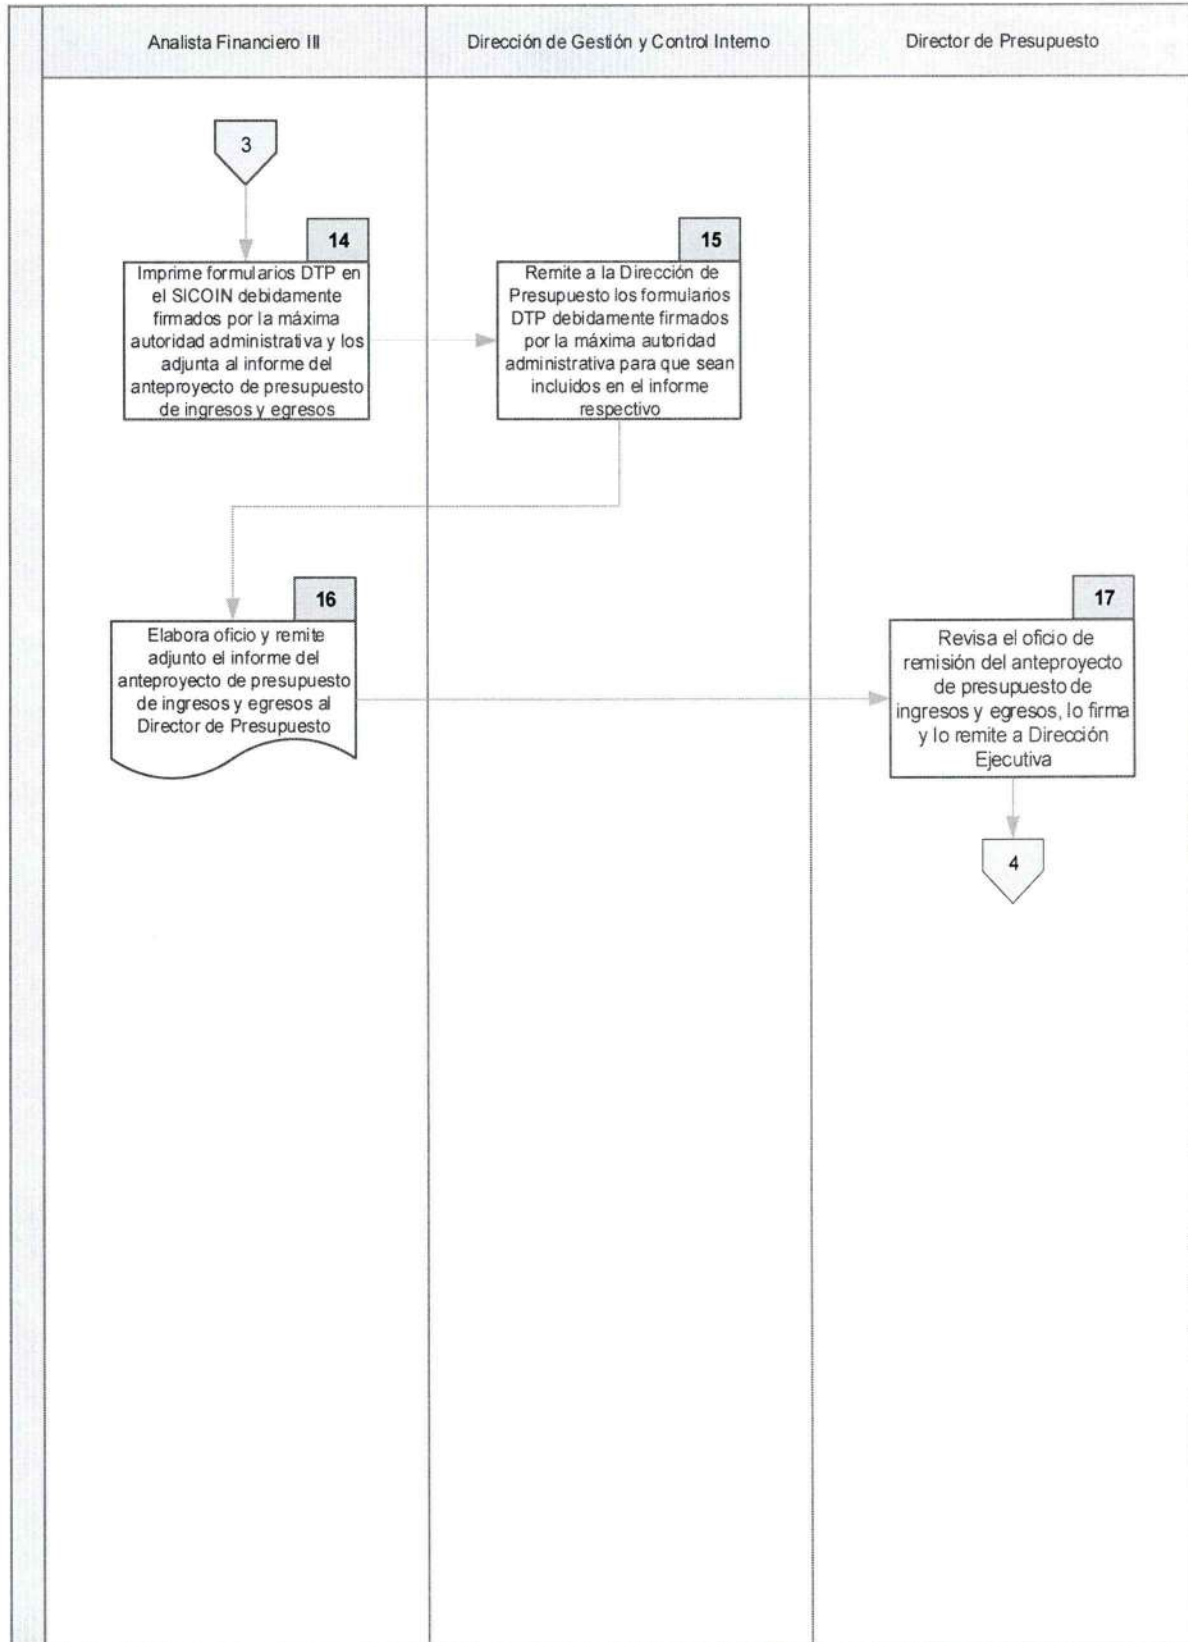 Analista Financiero III
Dirección de Gestión y Control Interno
Director de Presupuesto
3
14
Imprime formularios DTP en
el SICOIN debidamente
firmados por la máxima
autoridad administrativa y los
adjunta al informe del
anteproyecto de presupuesto
de ingresos y egresos
15
Remite a la Dirección de
Presupuesto los formularios
DTP debidamente firmados
por la máxima autoridad
administrativa para que sean
incluidos en el informe
respectivo
16
Elabora oficio y remite
adjunto el informe del
anteproyecto de presupuesto
de ingresos y egresos al
Director de Presupuesto
17
Revisa el oficio de
remisión del anteproyecto
de presupuesto de
ingresos y egresos, lo firma
y lo remite a Dirección
Ejecutiva
4